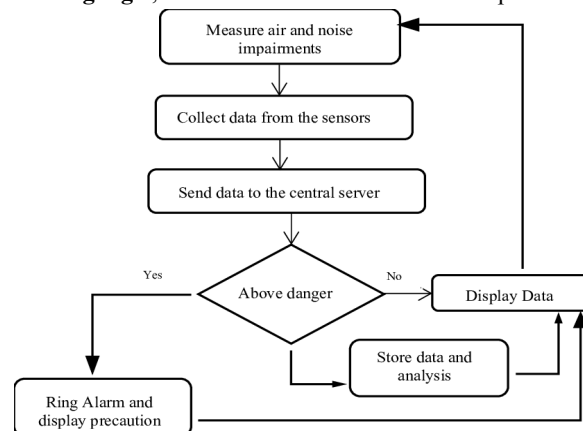 Measure air and noise
impairments
Collect data from the sensors
Send data to the central server
Yes
Above danger
No
Display Data
Store data and
analysis
Ring Alarm and
display precaution